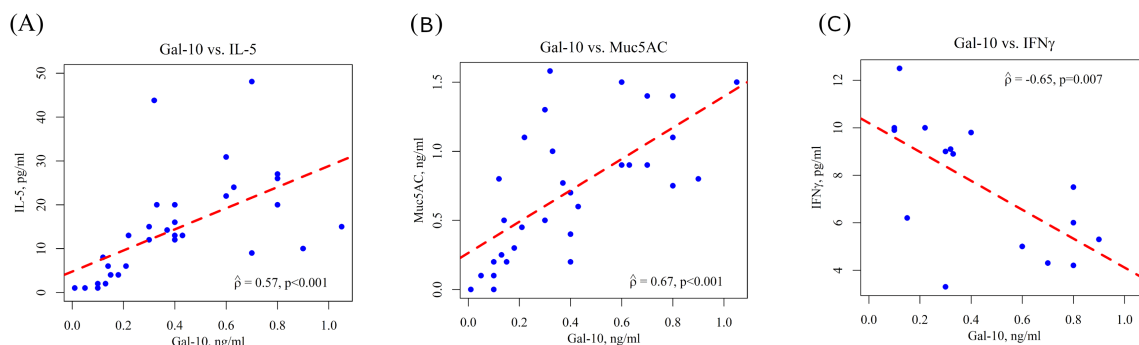 (A)
Gal-10 vs. IL-5
IL-5, pg/ml
50
40
30
20
10
0
ρ̂ = 0.57, p<0.001
0.0 0.2 0.4 0.6 0.8 1.0
Gal-10, ng/ml
(B)
Gal-10 vs. Muc5AC
Muc5AC, ng/ml
1.5
1.0
0.5
0.0
ρ̂ = 0.67, p<0.001
0.0 0.2 0.4 0.6 0.8 1.0
Gal-10, ng/ml
(C)
Gal-10 vs. IFNγ
ρ̂ = -0.65, p=0.007
IFNγ, pg/ml
12
10
8
6
4
0.0 0.2 0.4 0.6 0.8 1.0
Gal-10, ng/ml